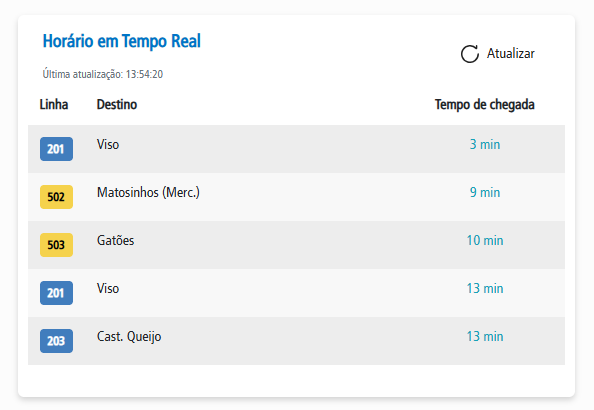 Horário em Tempo Real
Atualizar
Última atualização: 13:54:20
Linha Destino Tempo de chegada
201 Viso 3 min
502 Matosinhos (Merc.) 9 min
503 Gatões 10 min
201 Viso 13 min
203 Cast. Queijo 13 min